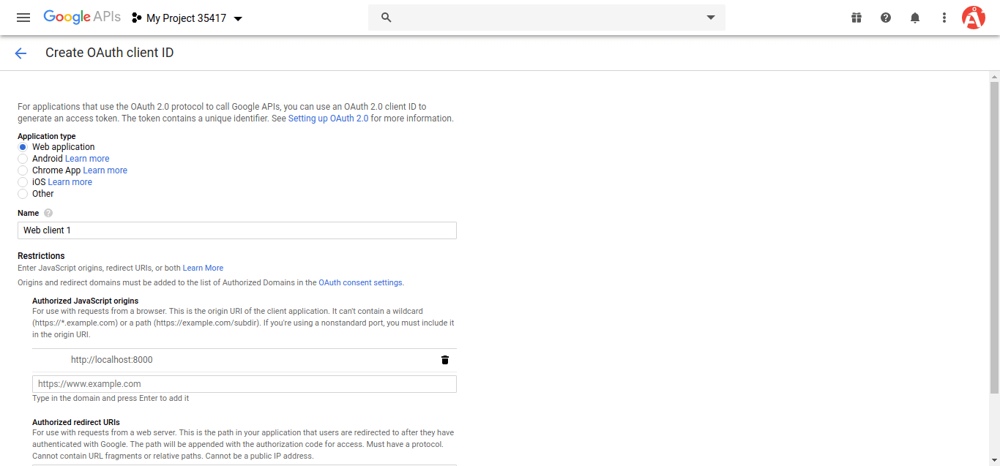 Google APIs My Project 35417
Create OAuth client ID
For applications that use the OAuth 2.0 protocol to call Google APIs, you can use an OAuth 2.0 client ID to
generate an access token. The token contains a unique identifier. See Setting up OAuth 2.0 for more information.
Application type
Web application
Android Learn more
Chrome App Learn more
iOS Learn more
Other
Name ?
Web client 1
Restrictions
Enter JavaScript origins, redirect URIs, or both Learn More
Origins and redirect domains must be added to the list of Authorized Domains in the OAuth consent settings.
Authorized JavaScript origins
For use with requests from a browser. This is the origin URI of the client application. It can't contain a wildcard
(https://*.example.com) or a path (https://example.com/subdir). If you're using a nonstandard port, you must include it
in the origin URI.
http://localhost:8000
https://www.example.com
Type in the domain and press Enter to add it
Authorized redirect URIs
For use with requests from a web server. This is the path in your application that users are redirected to after they have
authenticated with Google. The path will be appended with the authorization code for access. Must have a protocol.
Cannot contain URL fragments or relative paths. Cannot be a public IP address.